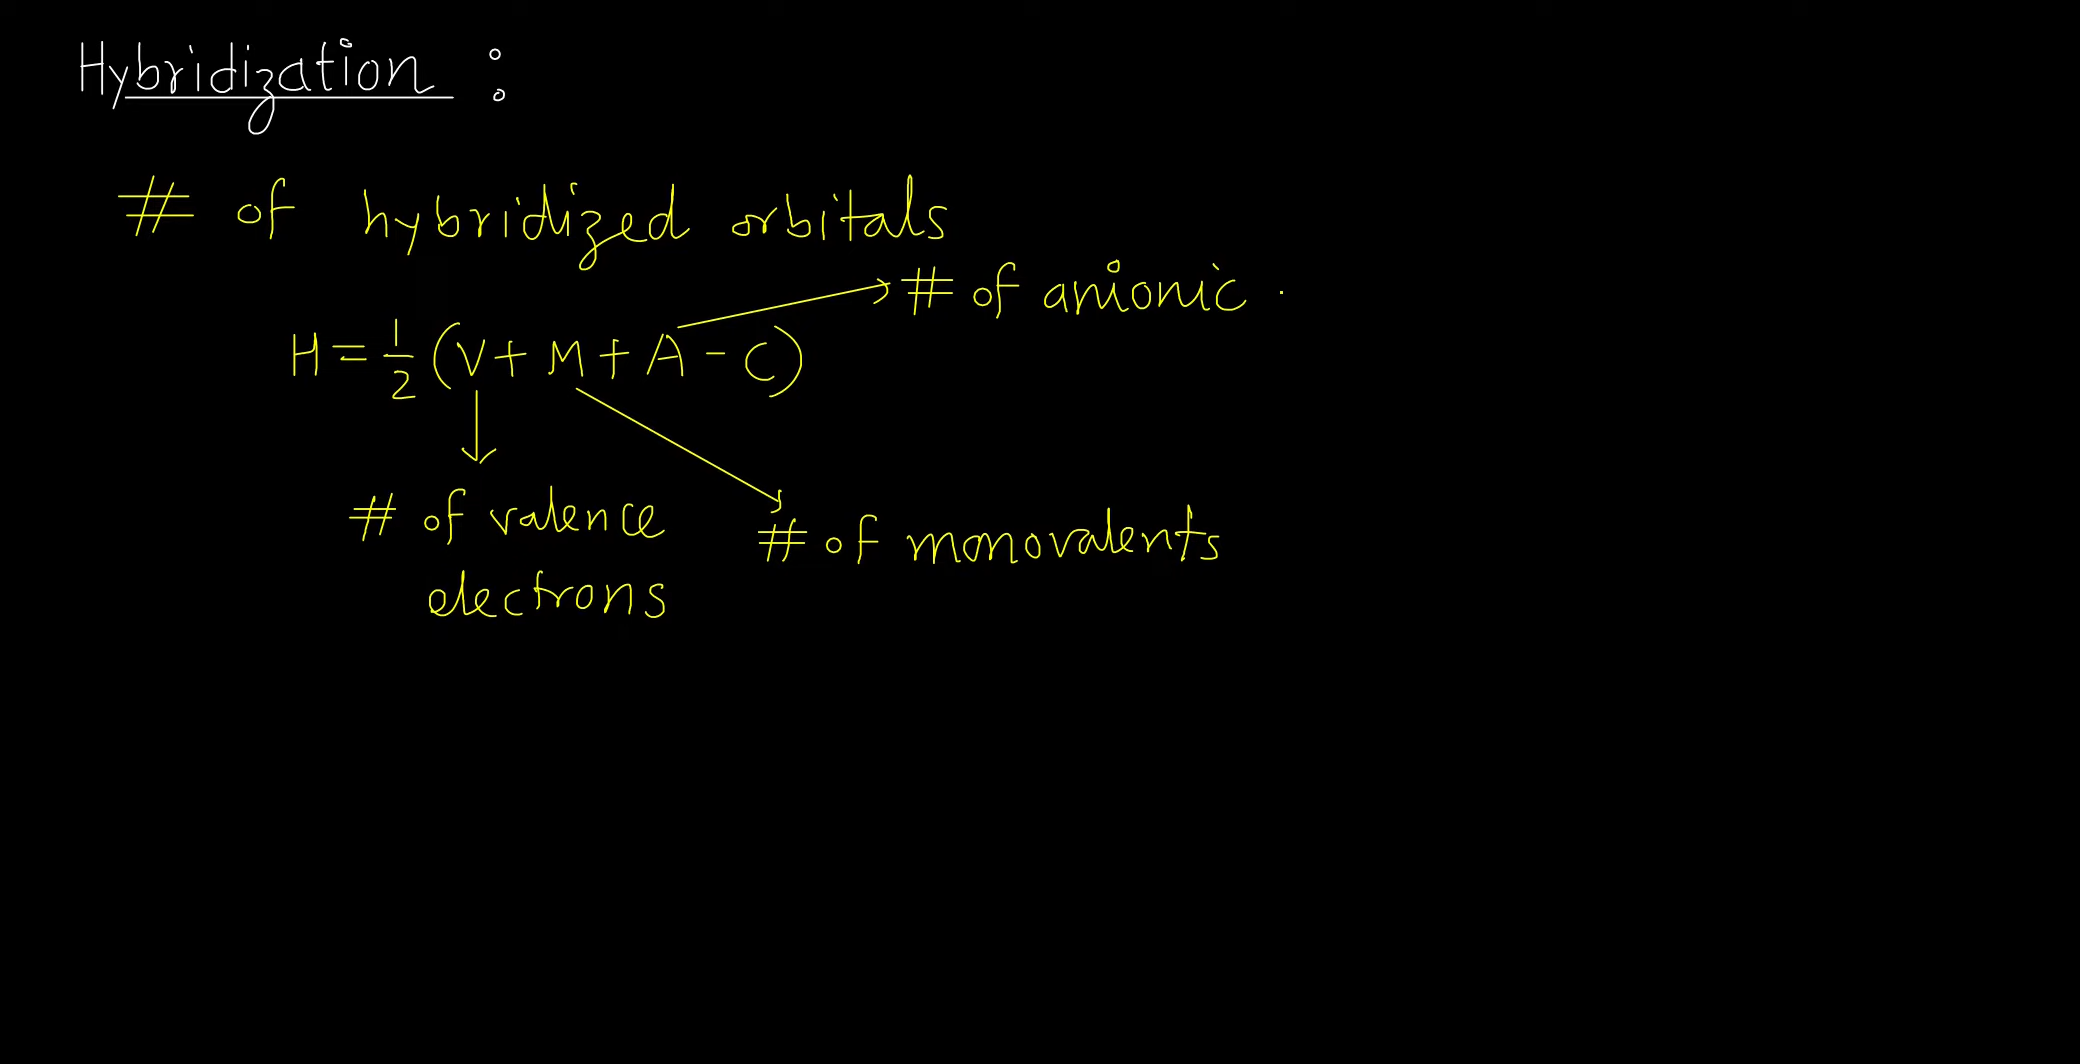 Hybridization :
# of hybridized orbitals
# of anionic
H = 1/2 (V + M + A - C)
# of valence
electrons
# of monovalents